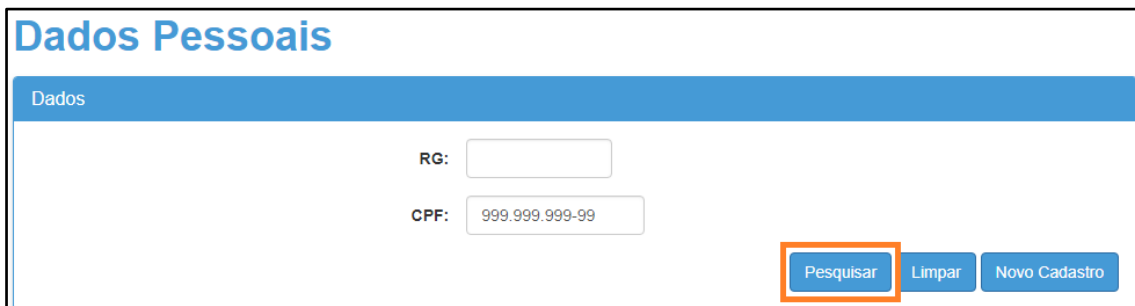 Dados Pessoais
Dados
RG:
CPF: 999.999.999-99
Pesquisar Limpar Novo Cadastro